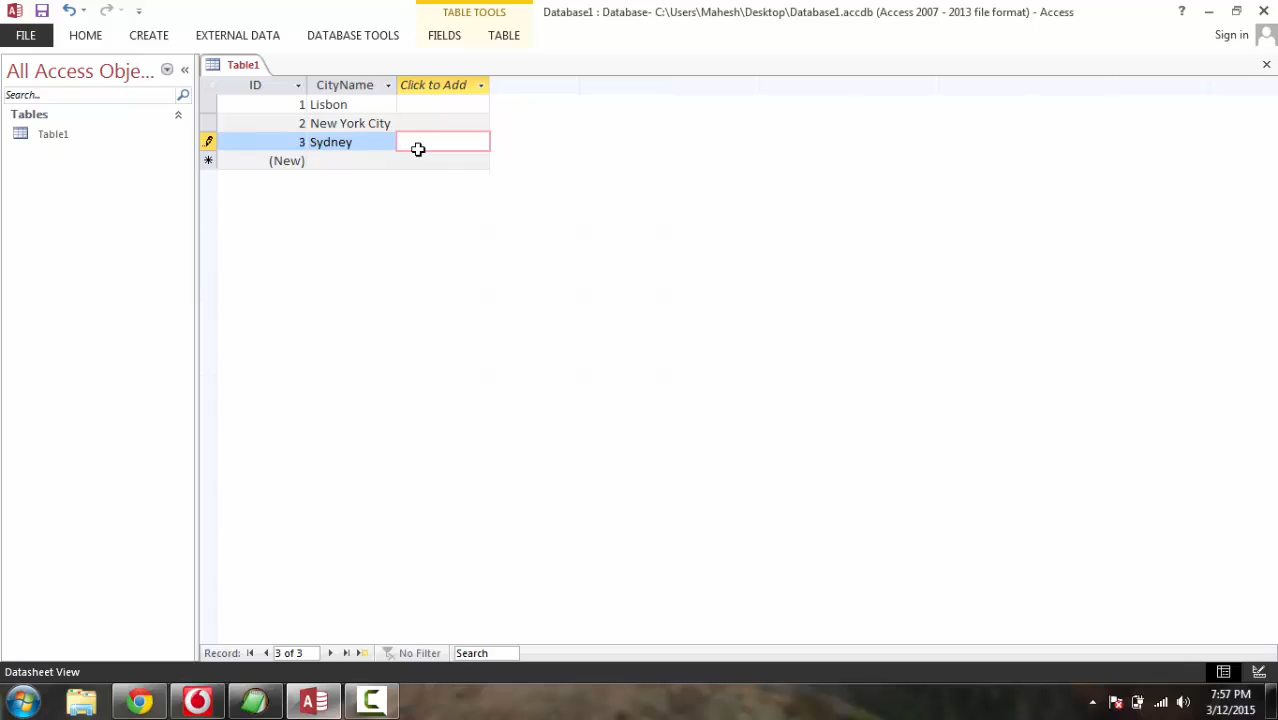 TABLE TOOLS
Database1 : Database- C:\Users\Mahesh\Desktop\Database1.accdb (Access 2007 - 2013 file format) - Access
?
FILE HOME CREATE EXTERNAL DATA DATABASE TOOLS FIELDS TABLE Sign in
All Access Obje...
Table1
ID CityName Click to Add
Search...
1 Lisbon
Tables
2 New York City
Table1
3 Sydney
(New)
Record: 3 of 3 No Filter Search
Datasheet View
7:57 PM
3/12/2015